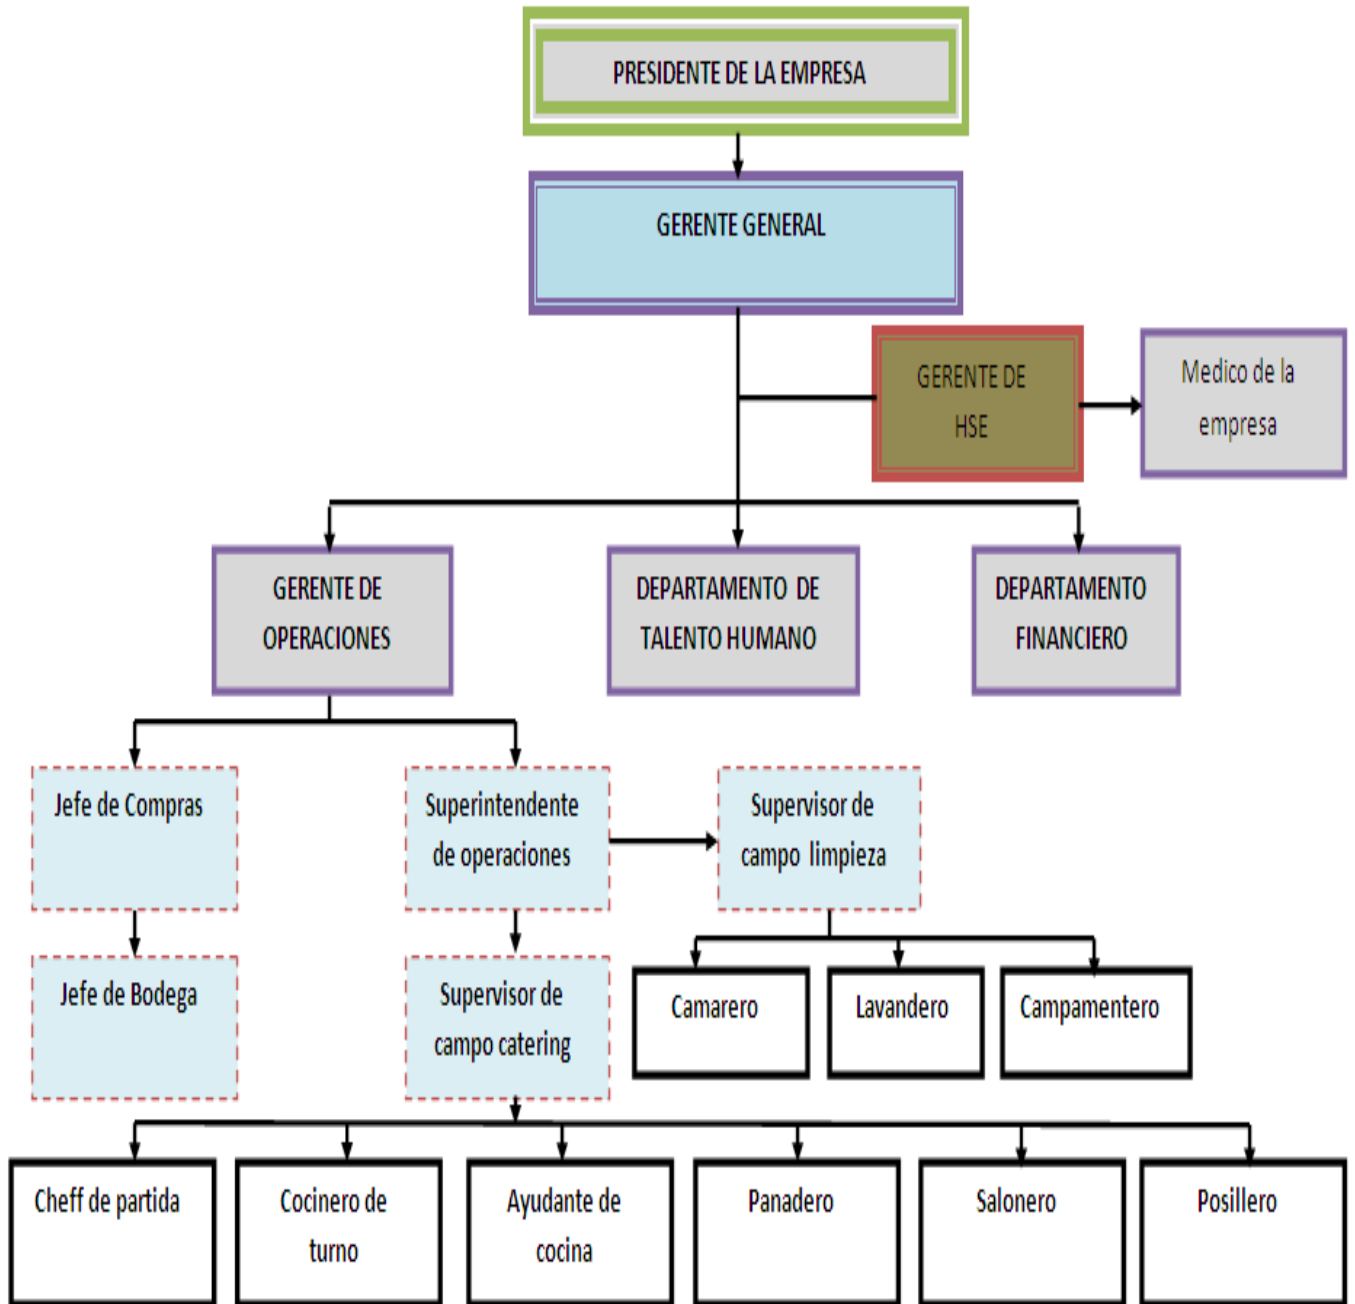 PRESIDENTE DE LA EMPRESA
GERENTE GENERAL
GERENTE DE
HSE
Medico de la
empresa
GERENTE DE
OPERACIONES
DEPARTAMENTO DE
TALENTO HUMANO
DEPARTAMENTO
FINANCIERO
Jefe de Compras
Superintendente
de operaciones
Supervisor de
campo limpieza
Jefe de Bodega
Supervisor de
campo catering
Camarero
Lavandero
Campamentero
Cheff de partida
Cocinero de
turno
Ayudante de
cocina
Panadero
Salonero
Posillero